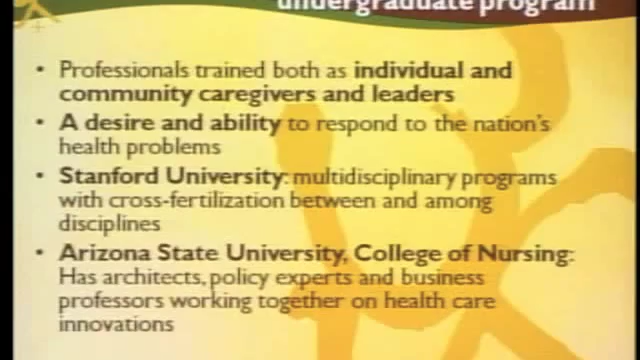 undergraduate program
• Professionals trained both as individual and
community caregivers and leaders
• A desire and ability to respond to the nation's
health problems
• Stanford University: multidisciplinary programs
with cross-fertilization between and among
disciplines
• Arizona State University, College of Nursing:
Has architects, policy experts and business
professors working together on health care
innovations